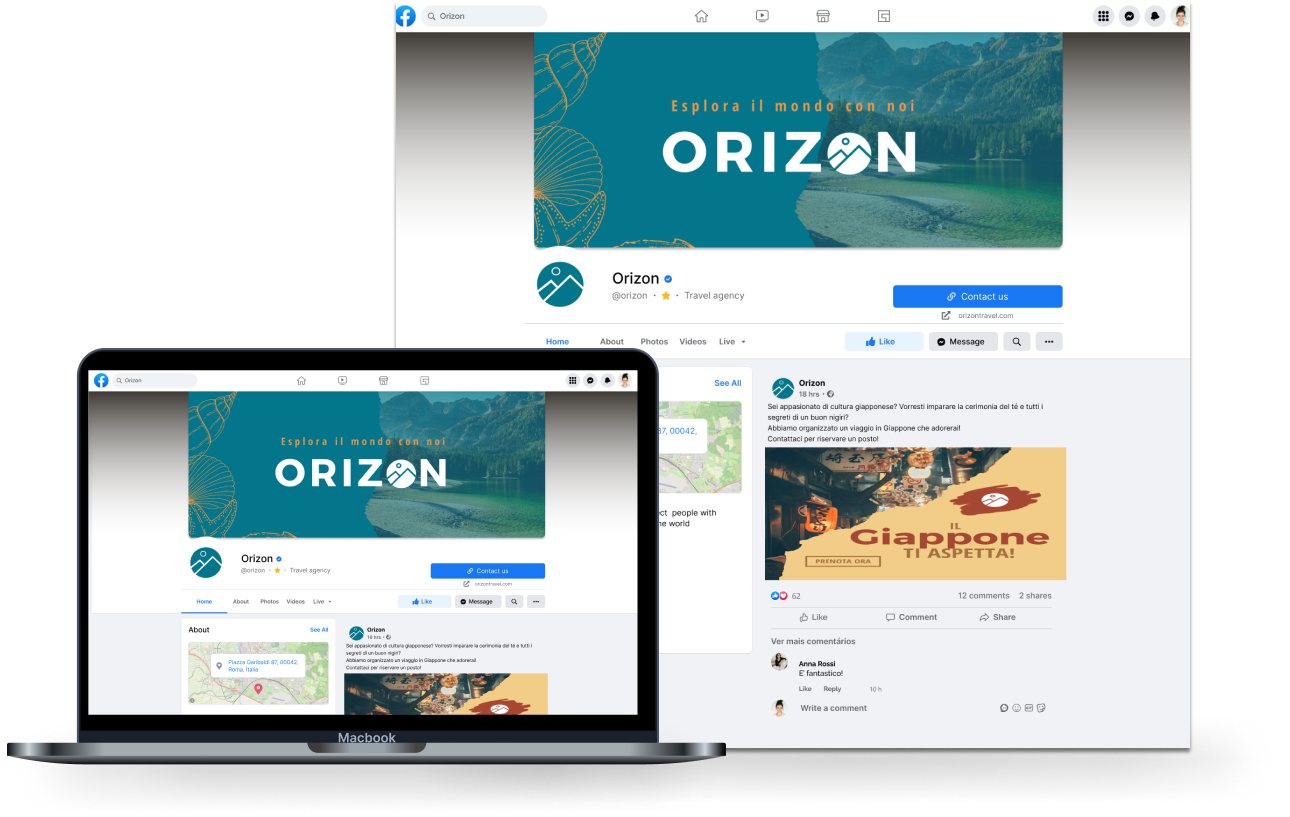 Orizon
Esplora il mondo con noi
ORIZON
Orizon
@orizon · ★ · Travel agency
Contact us
orizontravel.com
Home About Photos Videos Live
Like Message
See All
87, 00042,
ect people with
he world
Orizon
18 hrs ·
Sei appasionato di cultura giapponese? Vorresti imparare la cerimonia del té e tutti i
segreti di un buon nigiri?
Abbiamo organizzato un viaggio in Giappone che adorerai!
Contattaci per riservare un posto!
IL
Giappone
TI ASPETTA!
PRENOTA ORA
62 12 comments 2 shares
Like Comment Share
Ver mais comentários
Anna Rossi
E' fantastico!
Like Reply 10 h
Write a comment
GIF
Orizon
Esplora il mondo con noi
ORIZON
Orizon
@orizon · ★ · Travel agency
Contact us
orizontravel.com
Home About Photos Videos Live
Like Message
About See All
Piazza Garibaldi 87, 00042,
Roma, Italia
Orizon
18 hrs ·
Sei appasionato di cultura giapponese? Vorresti imparare la cerimonia del té e tutti i
segreti di un buon nigiri?
Abbiamo organizzato un viaggio in Giappone che adorerai!
Contattaci per riservare un posto!
Macbook